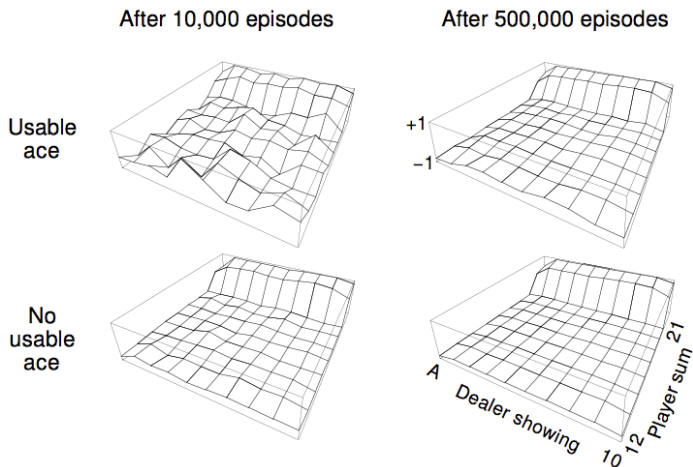 After 10,000 episodes
After 500,000 episodes
Usable
ace
+1
−1
No
usable
ace
A
Dealer showing
10
12
Player sum
21